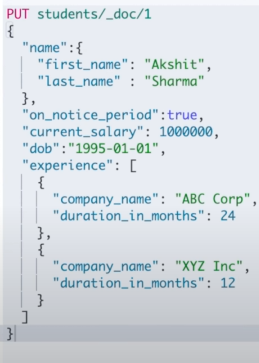 PUT students/_doc/1
{
  "name":{
    "first_name": "Akshit",
    "last_name" : "Sharma"
  },
  "on_notice_period":true,
  "current_salary": 1000000,
  "dob":"1995-01-01",
  "experience": [
    {
      "company_name": "ABC Corp",
      "duration_in_months": 24
    },
    {
      "company_name": "XYZ Inc",
      "duration_in_months": 12
    }
  ]
}